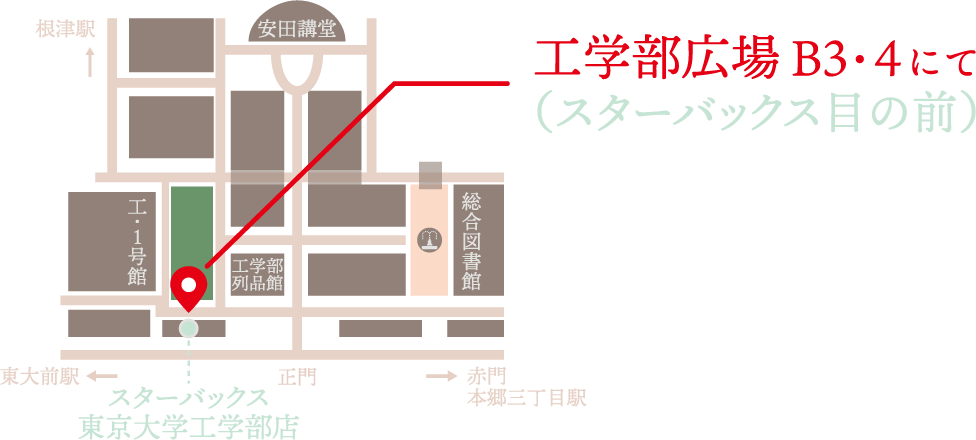 安田講堂
根津駅
工学部広場 B3・4にて
（スターバックス目の前）
工・1号館
総合図書館
工学部
列品館
東大前駅
正門
赤門
本郷三丁目駅
スターバックス
東京大学工学部店